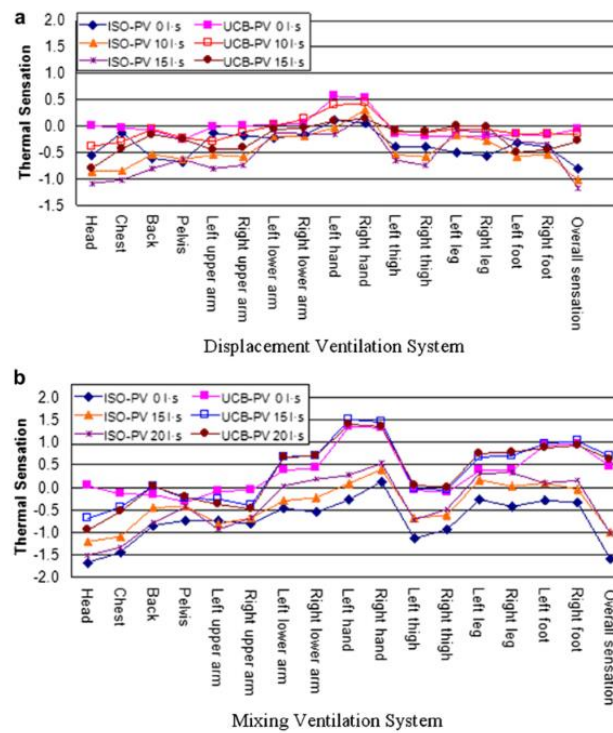 a
2.0
ISO-PV 0 l·s UCB-PV 0 l·s
1.5
ISO-PV 10 l·s UCB-PV 10 l·s
1.0
ISO-PV 15 l·s UCB-PV 15 l·s
0.5
0.0
-0.5
-1.0
-1.5
Thermal Sensation
Head
Chest
Back
Pelvis
Left upper arm
Right upper arm
Left lower arm
Right lower arm
Left hand
Right hand
Left thigh
Right thigh
Left leg
Right leg
Left foot
Right foot
Overall sensation
Displacement Ventilation System
b
2.0
ISO-PV 0 l·s UCB-PV 0 l·s
1.5
ISO-PV 15 l·s UCB-PV 15 l·s
1.0
ISO-PV 20 l·s UCB-PV 20 l·s
0.5
0.0
-0.5
-1.0
-1.5
-2.0
Thermal Sensation
Head
Chest
Back
Pelvis
Left upper arm
Right upper arm
Left lower arm
Right lower arm
Left hand
Right hand
Left thigh
Right thigh
Left leg
Right leg
Left foot
Right foot
Overall sensation
Mixing Ventilation System